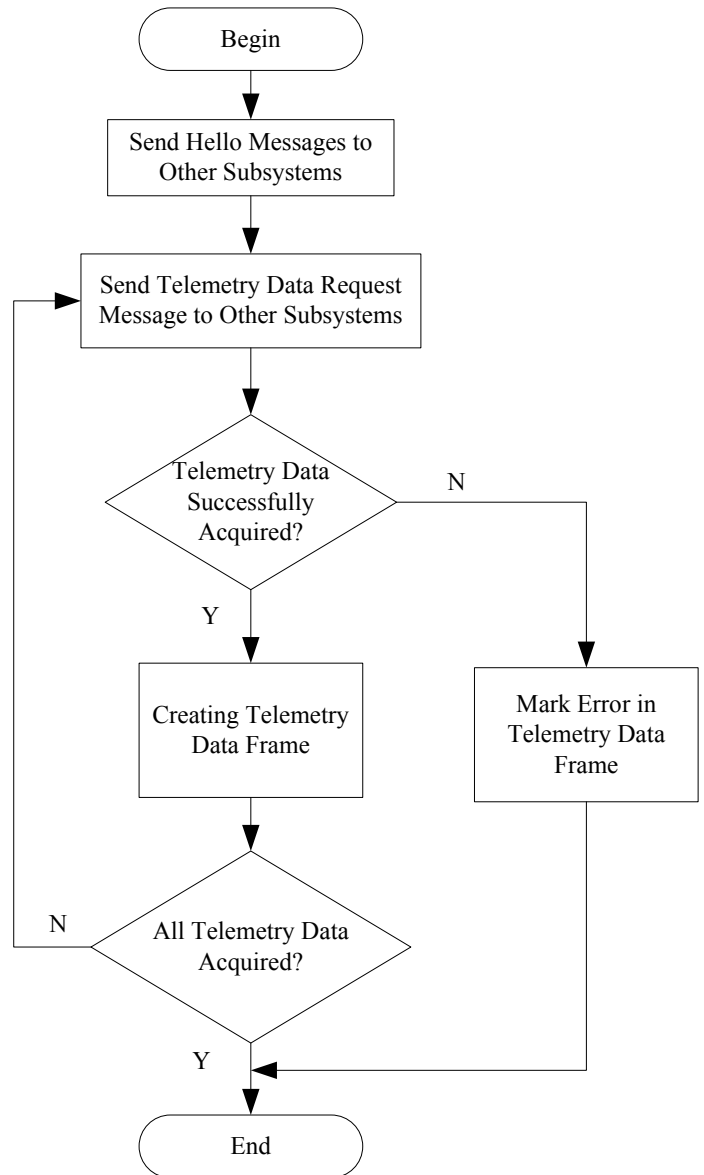 Begin
Send Hello Messages to
Other Subsystems
Send Telemetry Data Request
Message to Other Subsystems
Telemetry Data
Successfully
Acquired?
N
Y
Creating Telemetry
Data Frame
Mark Error in
Telemetry Data
Frame
N
All Telemetry Data
Acquired?
Y
End